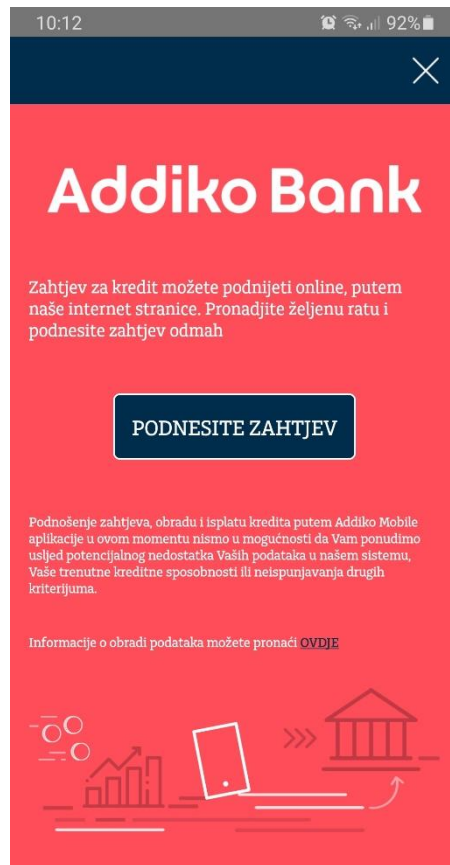 10:12
92%
Addiko Bank
Zahtjev za kredit možete podnijeti online, putem
naše internet stranice. Pronadjite željenu ratu i
podnesite zahtjev odmah
PODNESITE ZAHTJEV
Podnošenje zahtjeva, obradu i isplatu kredita putem Addiko Mobile
aplikacije u ovom momentu nismo u mogućnosti da Vam ponudimo
usljed potencijalnog nedostatka Vaših podataka u našem sistemu,
Vaše trenutne kreditne sposobnosti ili neispunjavanja drugih
kriterijuma.
Informacije o obradi podataka možete pronaći OVDJE